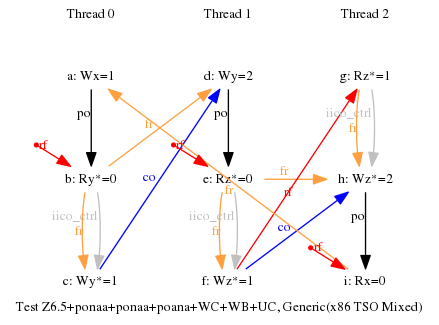 Thread 0 Thread 1 Thread 2
a: Wx=1 d: Wy=2 g: Rz*=1
po po iico_ctrl
fr fr
rf rf
b: Ry*=0 e: Rz*=0 fr h: Wz*=2
co fr rf
iico_ctrl iico_ctrl po
fr fr co
rf
c: Wy*=1 f: Wz*=1 i: Rx=0
Test Z6.5+ponaa+ponaa+poana+WC+WB+UC, Generic(x86 TSO Mixed)